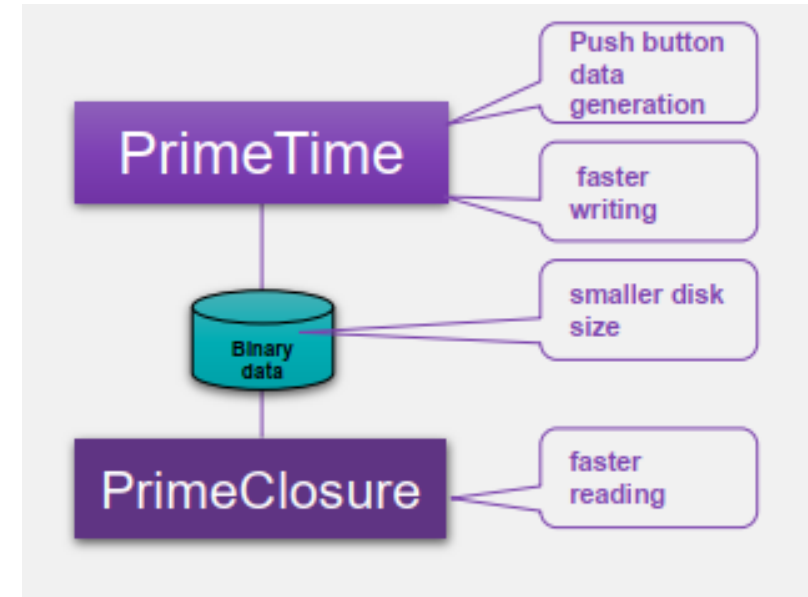 Push button
data
generation
PrimeTime
faster
writing
smaller disk
size
Binary
data
faster
reading
PrimeClosure